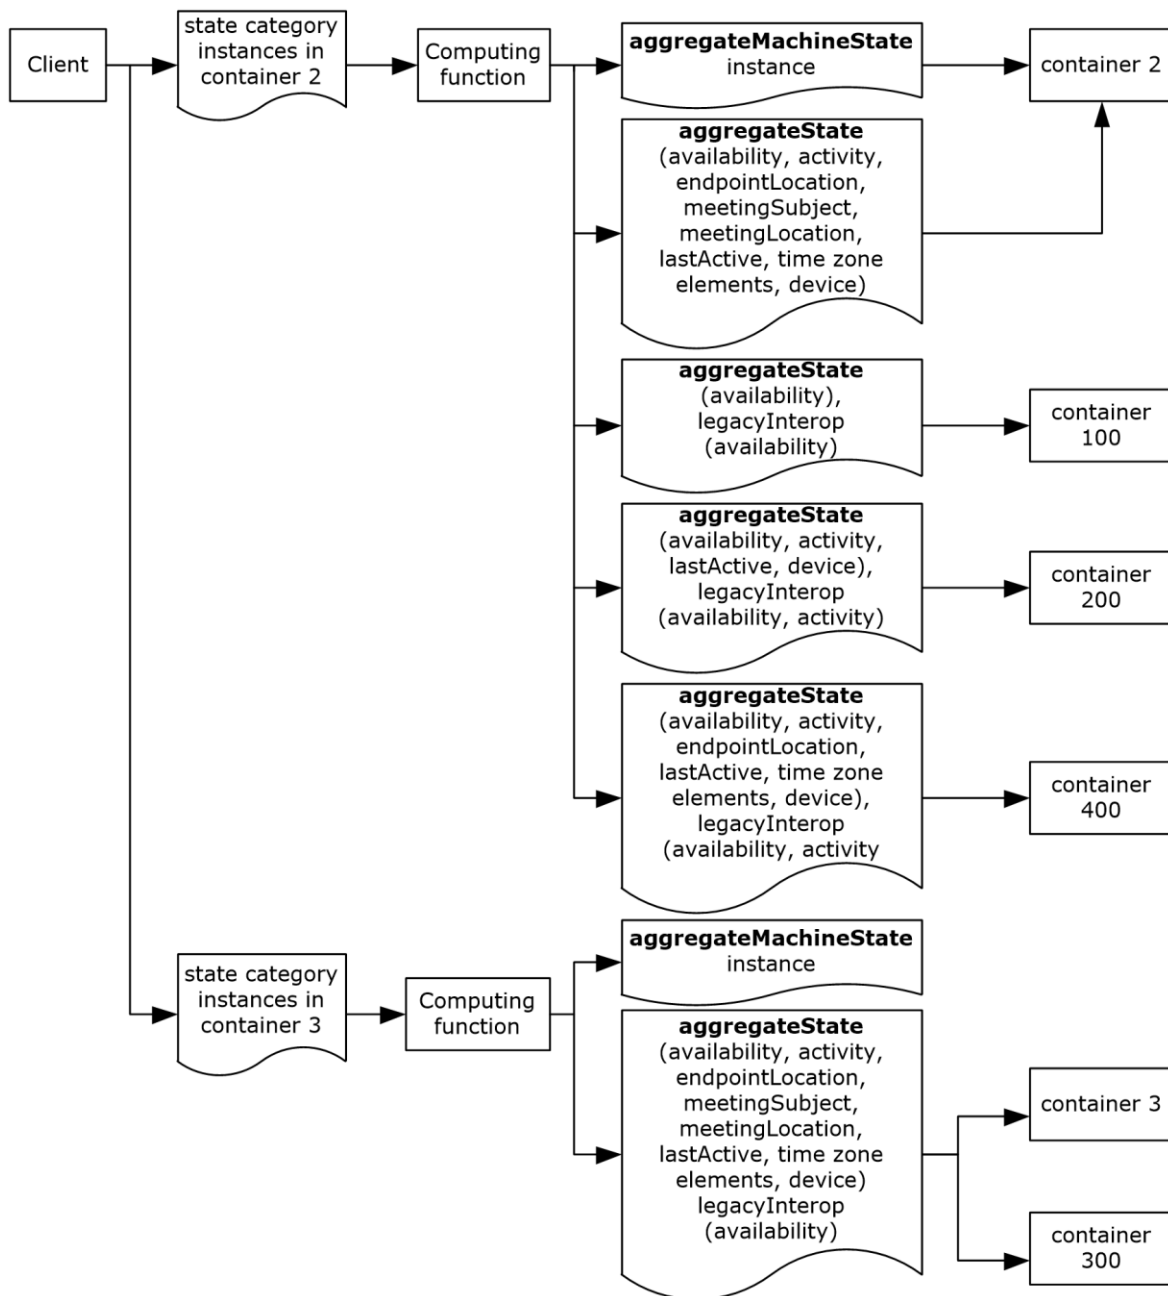 Client
state category
instances in
container 2
Computing
function
aggregateMachineState
instance
container 2
aggregateState
(availability, activity,
endpointLocation,
meetingSubject,
meetingLocation,
lastActive, time zone
elements, device)
aggregateState
(availability),
legacyInterop
(availability)
container
100
aggregateState
(availability, activity,
lastActive, device),
legacyInterop
(availability, activity)
container
200
aggregateState
(availability, activity,
endpointLocation,
lastActive, time zone
elements, device),
legacyInterop
(availability, activity
container
400
state category
instances in
container 3
Computing
function
aggregateMachineState
instance
aggregateState
(availability, activity,
endpointLocation,
meetingSubject,
meetingLocation,
lastActive, time zone
elements, device)
legacyInterop
(availability)
container 3
container
300